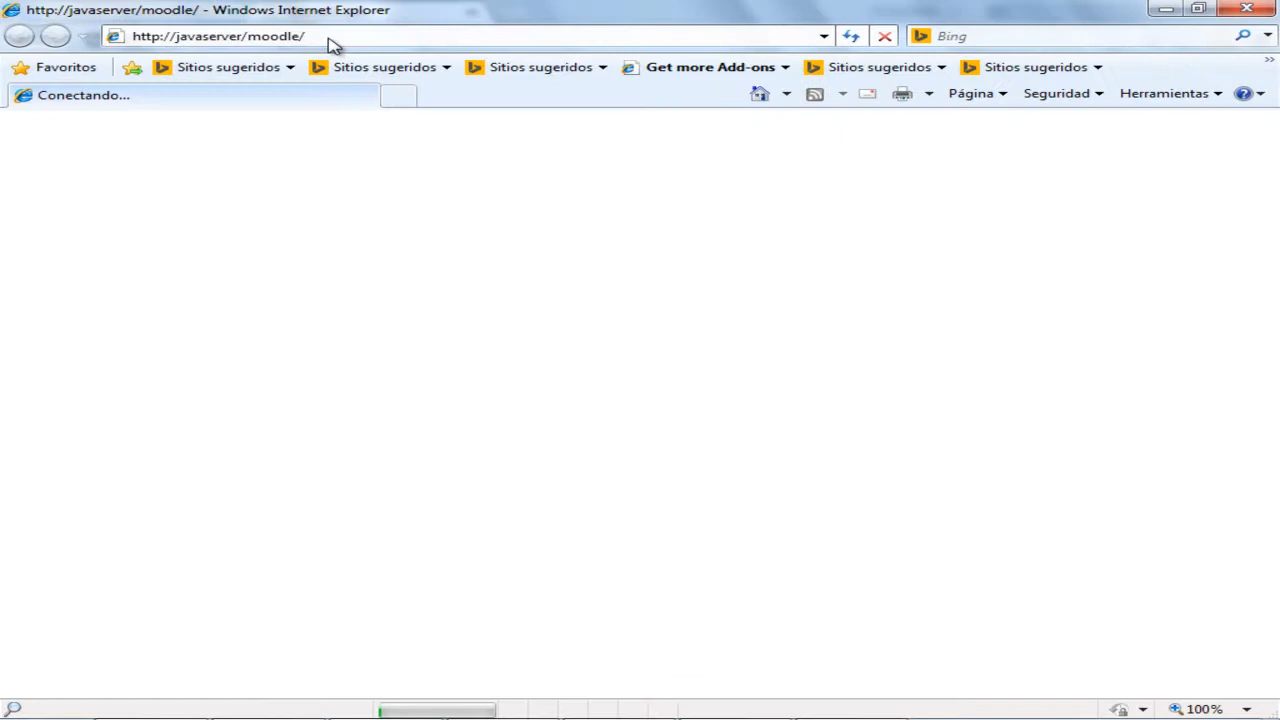 http://javaserver/moodle/ - Windows Internet Explorer
http://javaserver/moodle/ Bing
Favoritos Sitios sugeridos Sitios sugeridos Sitios sugeridos Get more Add-ons Sitios sugeridos Sitios sugeridos »
Conectando... Página Seguridad Herramientas
100%